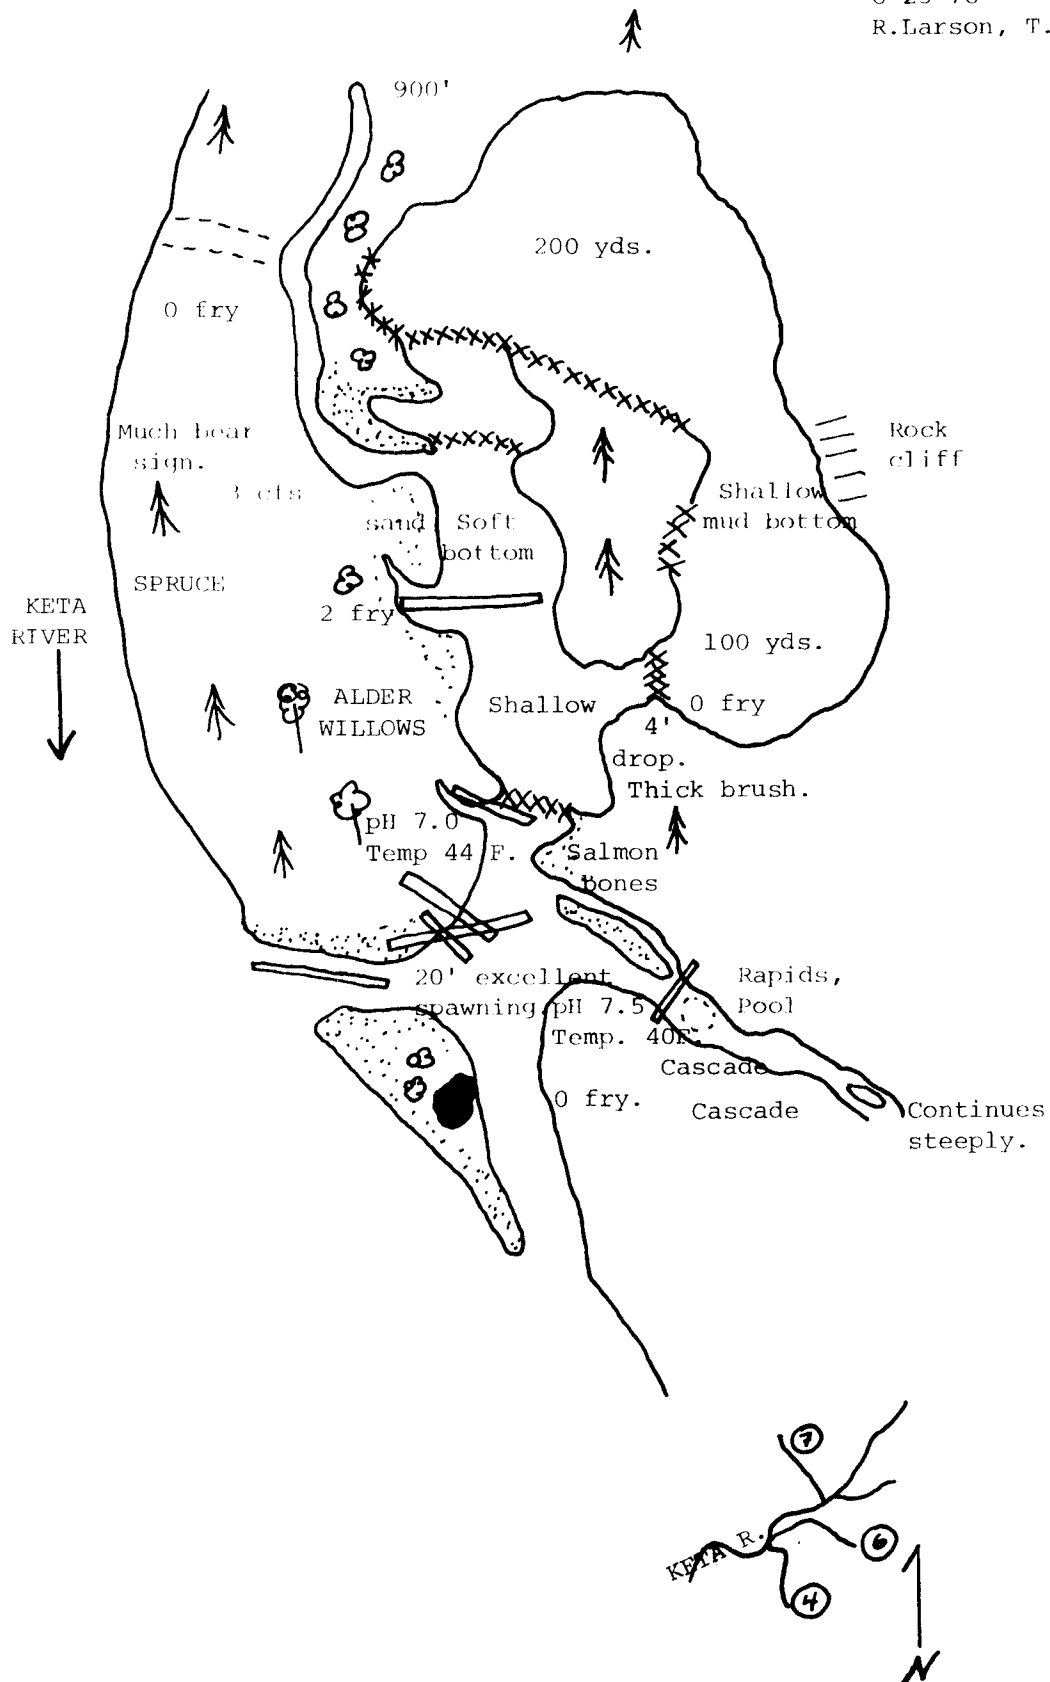 R.Larson, T.
900'
200 yds.
0 fry
Much bear
sign.
3 cfs
Rock
cliff
Shallow
mud bottom
sand
Soft
bottom
SPRUCE
2 fry
KETA
RIVER
100 yds.
ALDER
WILLOWS
Shallow
0 fry
4'
drop.
Thick brush.
pH 7.0
Temp 44 F.
Salmon
bones
20' excellent
spawning.
pH 7.5
Temp. 40F.
Rapids,
Pool
Cascade
0 fry.
Cascade
Continues
steeply.
7
KETA R.
6
4
N